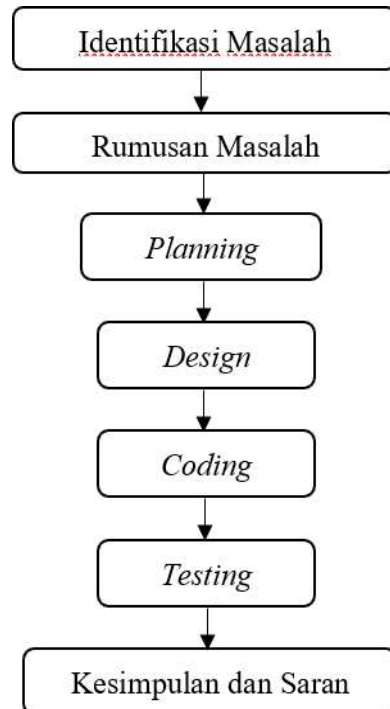 Identifikasi Masalah
Rumusan Masalah
Planning
Design
Coding
Testing
Kesimpulan dan Saran